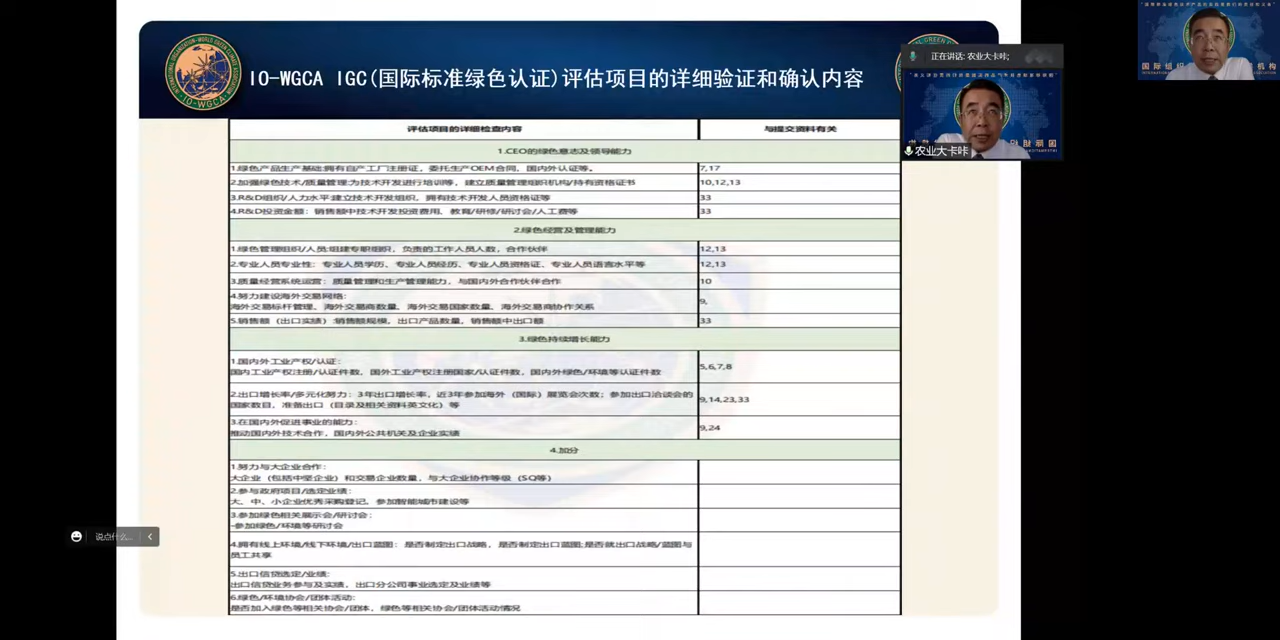 IO-WGCA IGC(国际标准绿色认证)评估项目的详细验证和确认内容
正在讲话: 农业大卡咔;
农业大卡咔
评估项目的详细检查内容
与提交资料有关
1.CEO的绿色意志及领导能力
1.绿色产品生产基础:拥有自产工厂注册证，委托生产OEM合同，国内外认证等。
7,17
2.加强绿色技术/质量管理:为技术开发进行培训等，建立质量管理组织机构/持有资格证书
10,12,13
3.R&D组织/人力水平:建立技术开发组织，拥有技术开发人员资格证等
33
4.R&D投资金额：销售额中技术开发投资费用，教育/研修/研讨会/人工费等
33
2.绿色经营及管理能力
1.绿色管理组织/人员:组建专职组织，负责的工作人员人数，合作伙伴
12,13
2.专业人员专业性：专业人员学历、专业人员经历、专业人员资格证、专业人员语言水平等
12,13
3.质量经营系统运营：质量管理和生产管理能力，与国内外合作伙伴合作
10
4.努力建设海外交易网络:
海外交易标杆管理、海外交易商数量、海外交易国家数量、海外交易商协作关系
9,
5.销售额（出口实绩）:销售额规模，出口产品数量，销售额中出口额
33
3.绿色持续增长能力
1.国内外工业产权/认证:
国内工业产权注册/认证件数，国外工业产权注册国家/认证件数，国内外绿色/环境等认证件数
5,6,7,8
2.出口增长率/多元化努力：3年出口增长率，近3年参加海外（国际）展览会次数；参加出口洽谈会的
国家数目，准备出口（目录及相关资料英文化）等
9,14,23,33
3.在国内外促进事业的能力:
推动国内外技术合作，国内外公共机关及企业实绩
9,24
4.加分
1.努力与大企业合作:
大企业（包括中坚企业）和交易企业数量，与大企业协作等级（SQ等）
2.参与政府项目/选定业绩:
大、中、小企业优秀采购登记，参加智能城市建设等
3.参加绿色相关展示会/研讨会:
-参加绿色/环境等研讨会
4.拥有线上环境/线下环境/出口蓝图：是否制定出口战略，是否制定出口蓝图;是否就出口战略/蓝图与
员工共享
5.出口信贷选定/业绩:
出口信贷业务参与及实绩，出口分公司事业选定及业绩等
6.绿色/环境协会/团体活动:
是否加入绿色等相关协会/团体，绿色等相关协会/团体活动情况
说点什么...